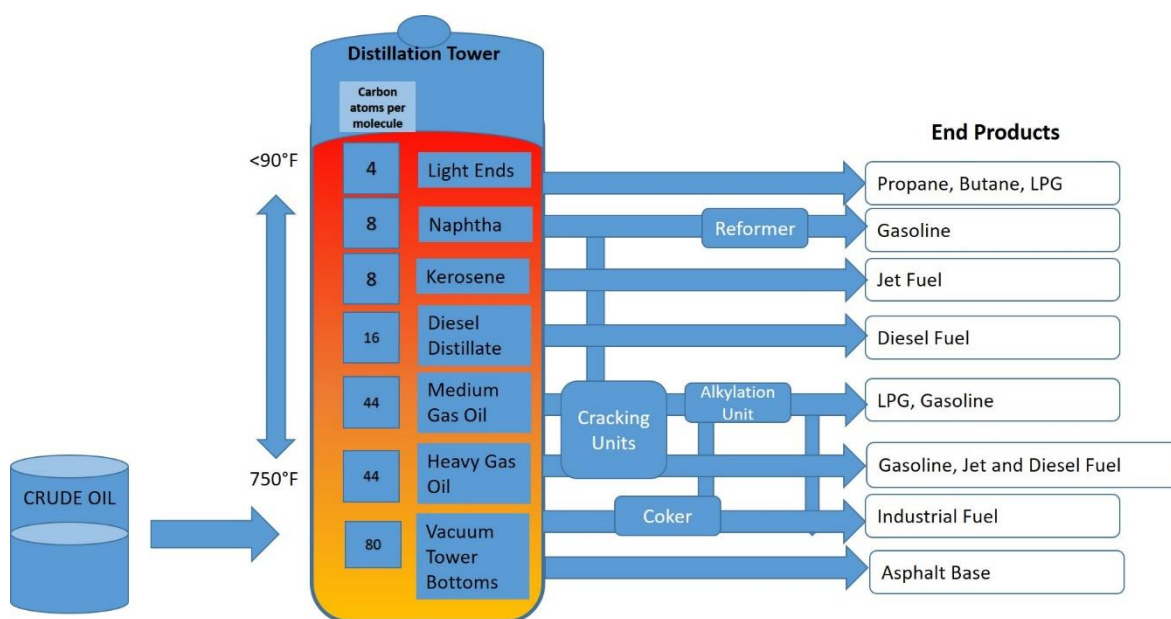 Distillation Tower
Carbon
atoms per
molecule
End Products
<90°F
4
Light Ends
Propane, Butane, LPG
8
Naphtha
Reformer
Gasoline
8
Kerosene
Jet Fuel
16
Diesel
Distillate
Diesel Fuel
44
Medium
Gas Oil
Cracking
Units
Alkylation
Unit
LPG, Gasoline
750°F
44
Heavy Gas
Oil
Gasoline, Jet and Diesel Fuel
CRUDE OIL
80
Vacuum
Tower
Bottoms
Coker
Industrial Fuel
Asphalt Base